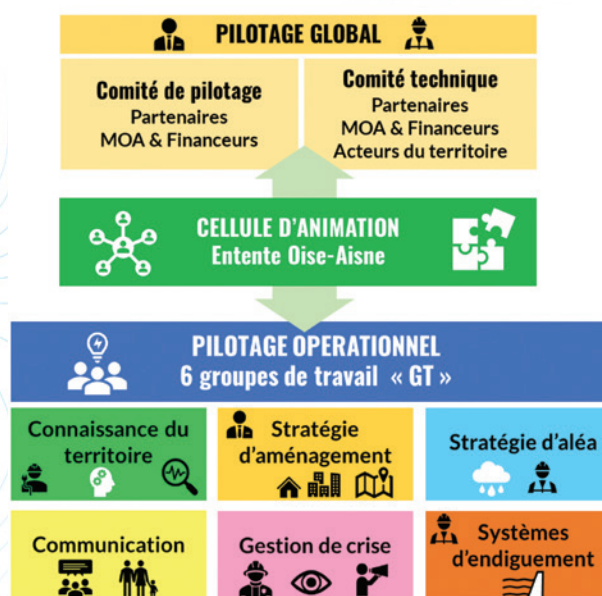 PILOTAGE GLOBAL
Comité de pilotage
Partenaires
MOA & Financeurs
Comité technique
Partenaires
MOA & Financeurs
Acteurs du territoire
CELLULE D'ANIMATION
Entente Oise-Aisne
PILOTAGE OPERATIONNEL
6 groupes de travail « GT »
Connaissance du
territoire
Stratégie
d'aménagement
Stratégie d'aléa
Communication
Gestion de crise
Systèmes
d'endiguement